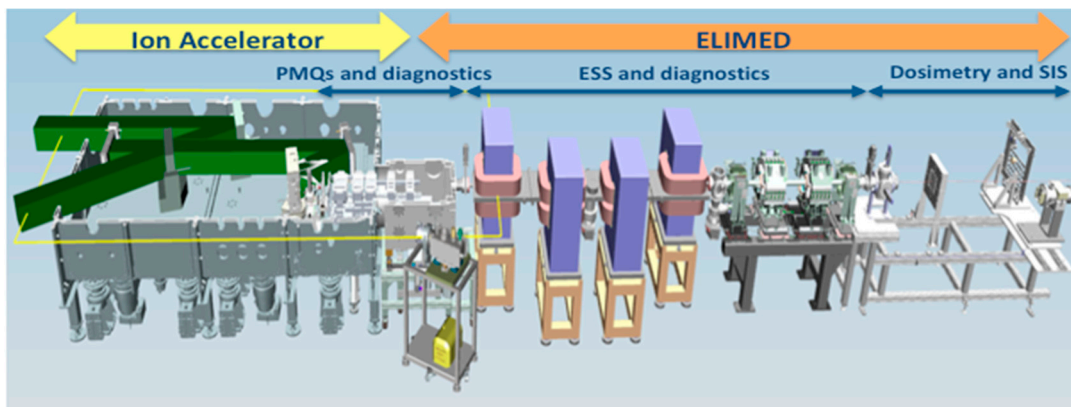 Ion Accelerator
ELIMED
PMQs and diagnostics
ESS and diagnostics
Dosimetry and SIS